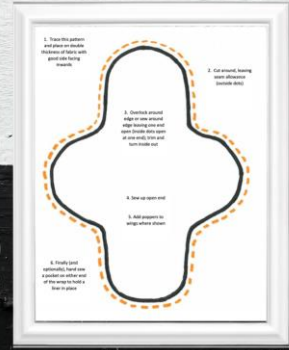 1. Trace this pattern
and place on double
thickness of fabric with
good side facing
inwards
2. Cut around, leaving
seam allowance
(outside dots)
3. Overlock around
edge or sew around
edge leaving one end
open (inside dots open
at one end), trim and
turn inside out
4. Sew up open end
5. Add poppers to
wings where shown
6. Finally (and
optionally), hand sew
a pocket on either end
of the wrap to hold a
liner in place